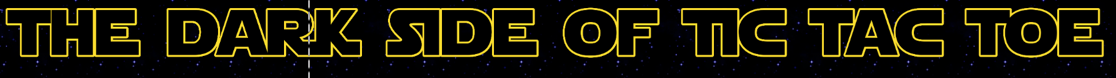 THE DARK SIDE OF TIC TAC TOE